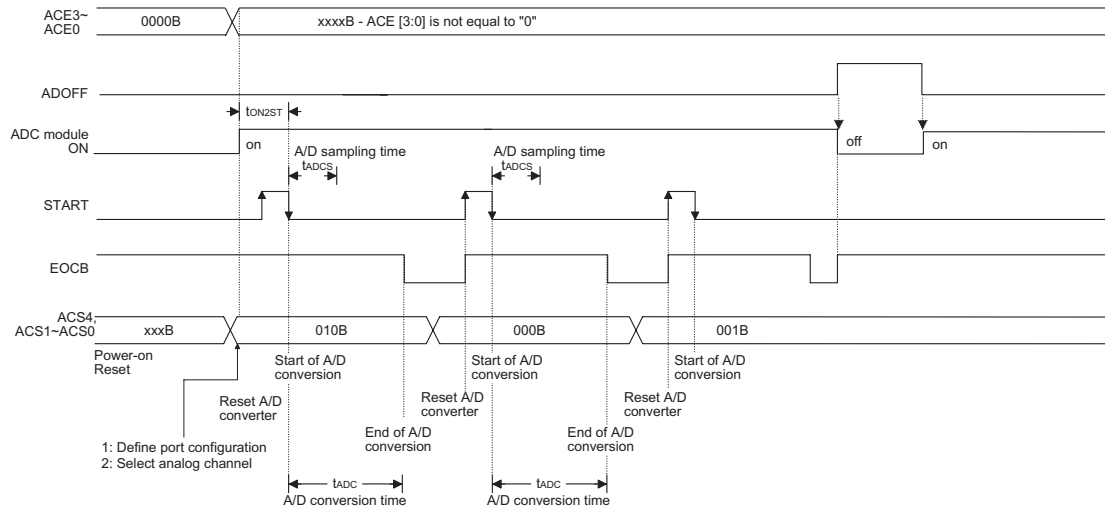 ACE3~
ACE0
0000B
xxxxB - ACE [3:0] is not equal to "0"
ADOFF
tON2ST
ADC module
ON
on
off
on
A/D sampling time
tADCS
A/D sampling time
tADCS
START
EOCB
ACS4,
ACS1~ACS0
xxxB
010B
000B
001B
Power-on
Reset
Start of A/D
conversion
Start of A/D
conversion
Start of A/D
conversion
Reset A/D
converter
Reset A/D
converter
Reset A/D
converter
End of A/D
conversion
End of A/D
conversion
1: Define port configuration
2: Select analog channel
tADC
A/D conversion time
tADC
A/D conversion time